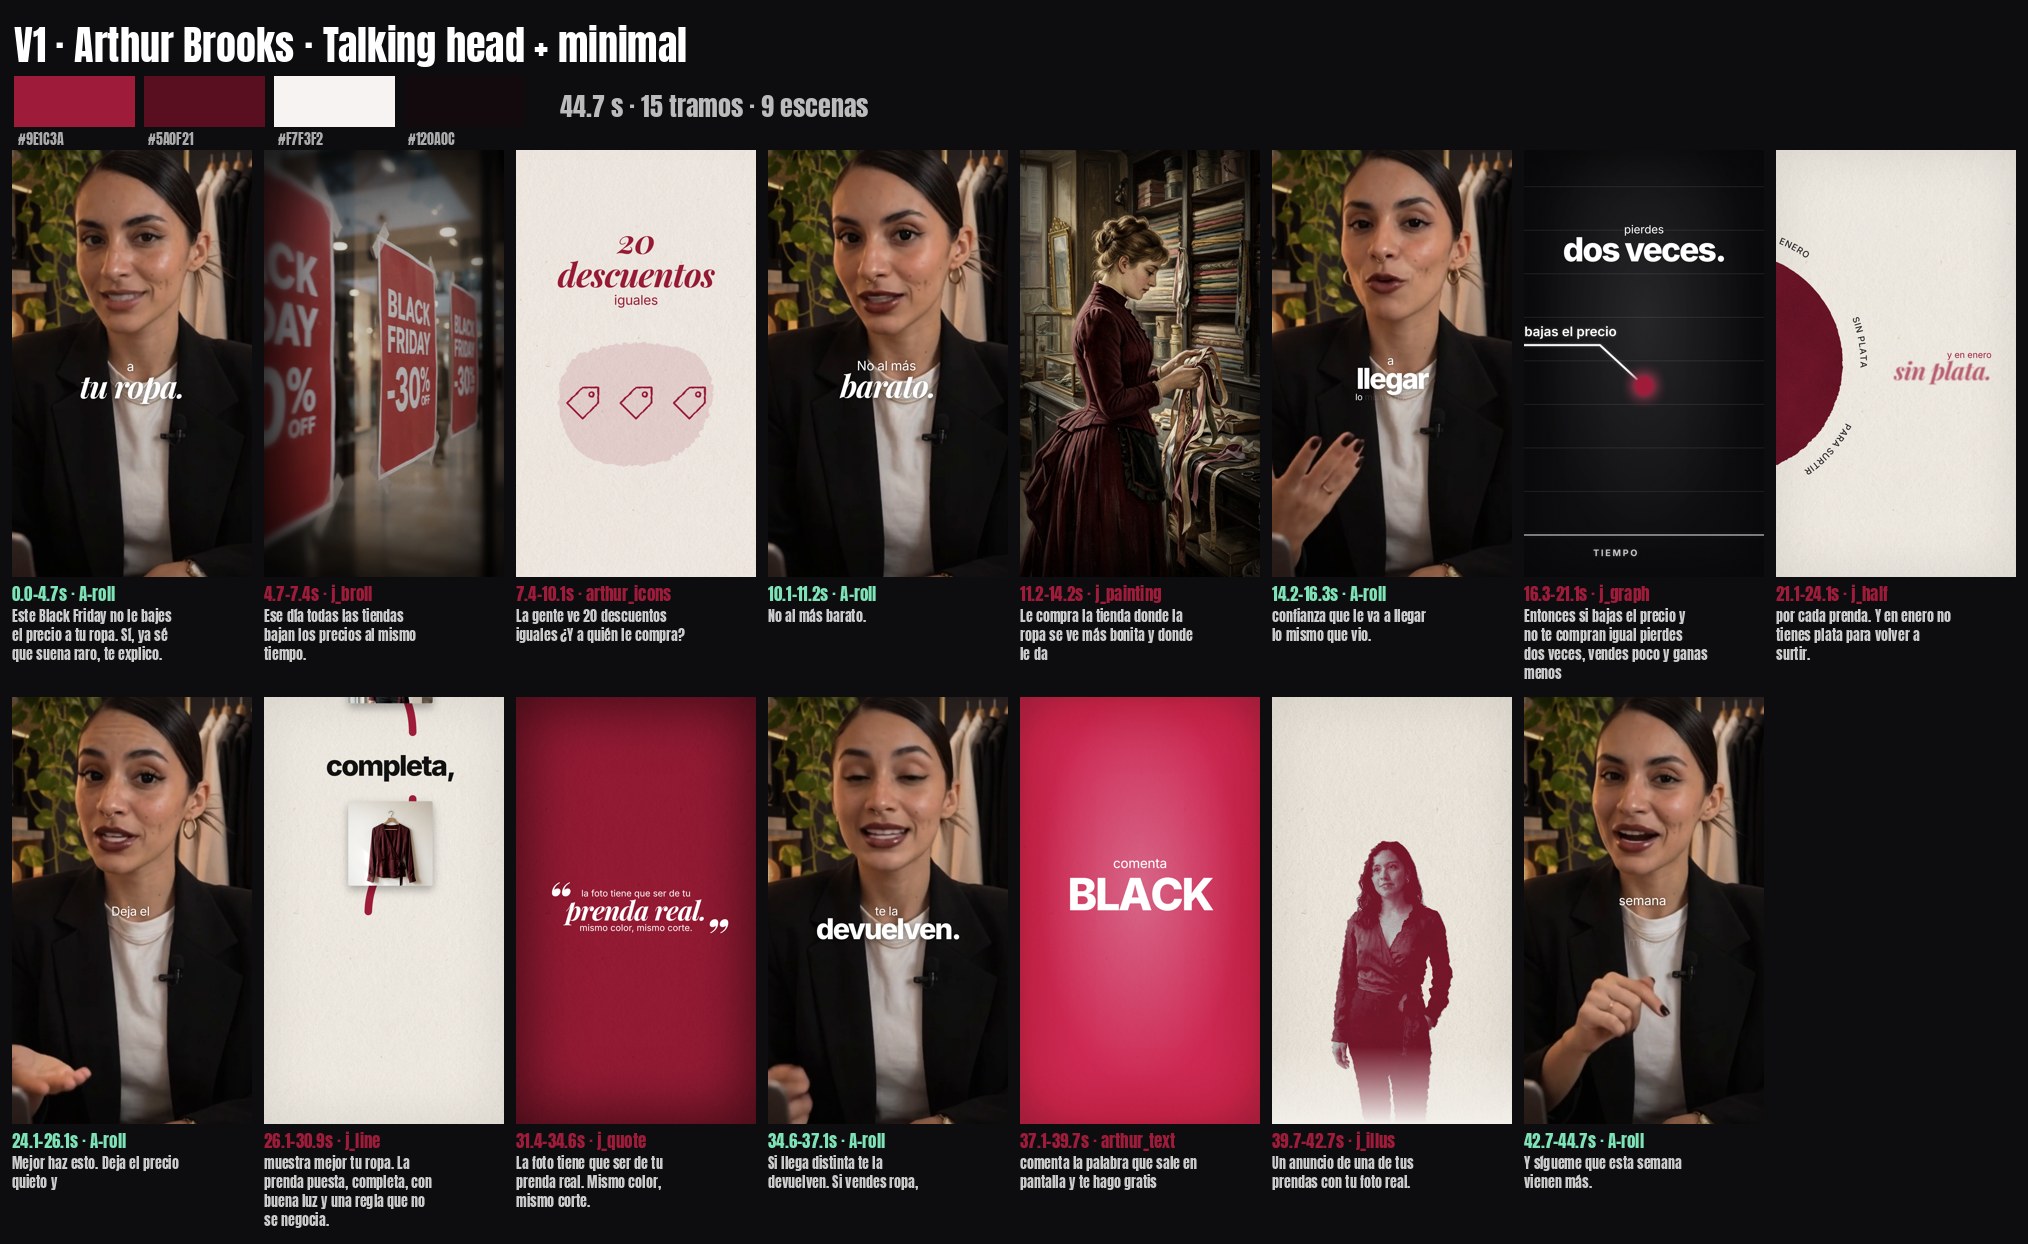 V1 · Arthur Brooks · Talking head + minimal
44.7 s · 15 tramos · 9 escenas
#9E1C3A
#5A0F21
#F7F3F2
#120A0C
a
tu ropa.
CK
DAY
0%
OFF
BLACK
FRIDAY
-30%
OFF
BLACK
FRIDAY
-30%
20
descuentos
iguales
No al más
barato.
a
llegar
lo
pierdes
dos veces.
bajas el precio
TIEMPO
ENERO
SIN PLATA
PARA SURTIR
y en enero
sin plata.
0.0-4.7s · A-roll
Este Black Friday no le bajes
el precio a tu ropa. Sí, ya sé
que suena raro, te explico.
4.7-7.4s · j_broll
Ese día todas las tiendas
bajan los precios al mismo
tiempo.
7.4-10.1s · arthur_icons
La gente ve 20 descuentos
iguales ¿Y a quién le compra?
10.1-11.2s · A-roll
No al más barato.
11.2-14.2s · j_painting
Le compra la tienda donde la
ropa se ve más bonita y donde
le da
14.2-16.3s · A-roll
confianza que le va a llegar
lo mismo que vio.
16.3-21.1s · j_graph
Entonces si bajas el precio y
no te compran igual pierdes
dos veces, vendes poco y ganas
menos
21.1-24.1s · j_half
por cada prenda. Y en enero no
tienes plata para volver a
surtir.
Deja el
completa,
“ la foto tiene que ser de tu
prenda real.
mismo color, mismo corte. ”
te la
devuelven.
comenta
BLACK
semana
24.1-26.1s · A-roll
Mejor haz esto. Deja el precio
quieto y
26.1-30.9s · j_line
muestra mejor tu ropa. La
prenda puesta, completa, con
buena luz y una regla que no
se negocia.
31.4-34.6s · j_quote
La foto tiene que ser de tu
prenda real. Mismo color,
mismo corte.
34.6-37.1s · A-roll
Si llega distinta te la
devuelven. Si vendes ropa,
37.1-39.7s · arthur_text
comenta la palabra que sale en
pantalla y te hago gratis
39.7-42.7s · j_illus
Un anuncio de una de tus
prendas con tu foto real.
42.7-44.7s · A-roll
Y sígueme que esta semana
vienen más.